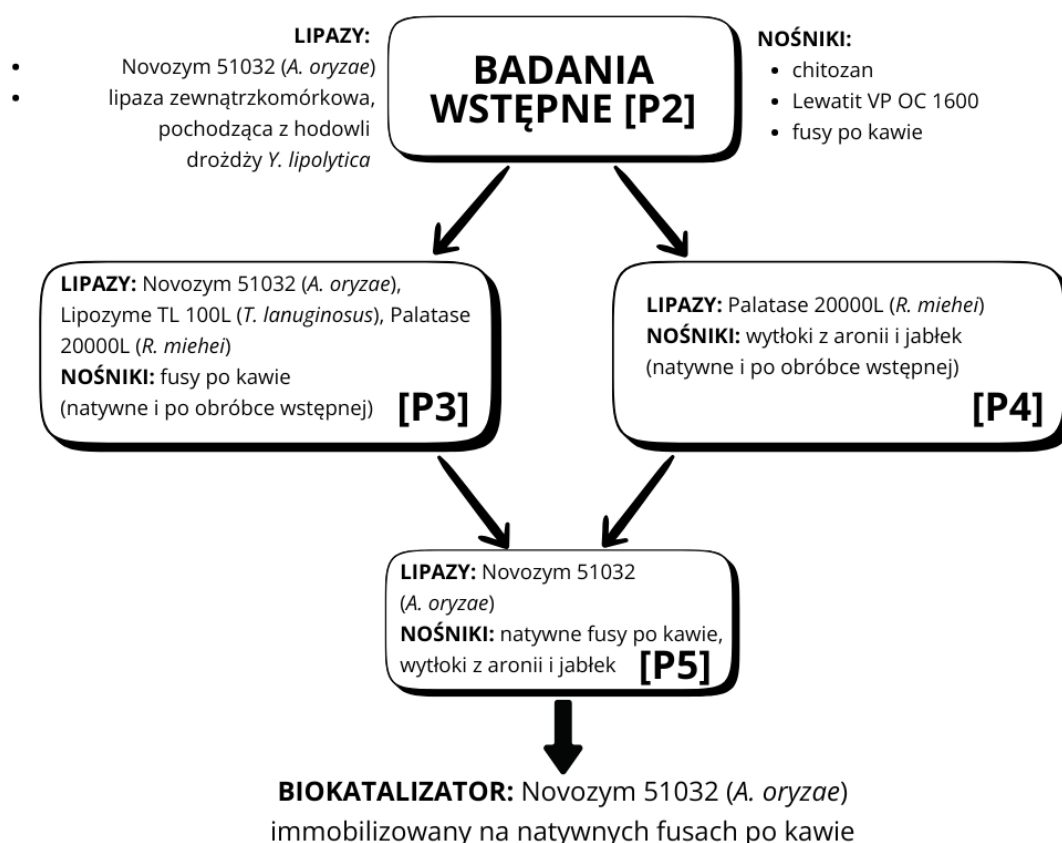 LIPAZY:
• Novozym 51032 (A. oryzae)
• lipaza zewnątrzkomórkowa,
pochodząca z hodowli
drożdży Y. lipolytica
BADANIA
WSTĘPNE [P2]
NOŚNIKI:
• chitozan
• Lewatit VP OC 1600
• fusy po kawie
LIPAZY: Novozym 51032 (A. oryzae),
Lipozyme TL 100L (T. lanuginosus), Palatase
20000L (R. miehei)
NOŚNIKI: fusy po kawie
(natywne i po obróbce wstępnej) [P3]
LIPAZY: Palatase 20000L (R. miehei)
NOŚNIKI: wytłoki z aronii i jabłek
(natywne i po obróbce wstępnej)
[P4]
LIPAZY: Novozym 51032
(A. oryzae)
NOŚNIKI: natywne fusy po kawie,
wytłoki z aronii i jabłek [P5]
BIOKATALIZATOR: Novozym 51032 (A. oryzae)
immobilizowany na natywnych fusach po kawie